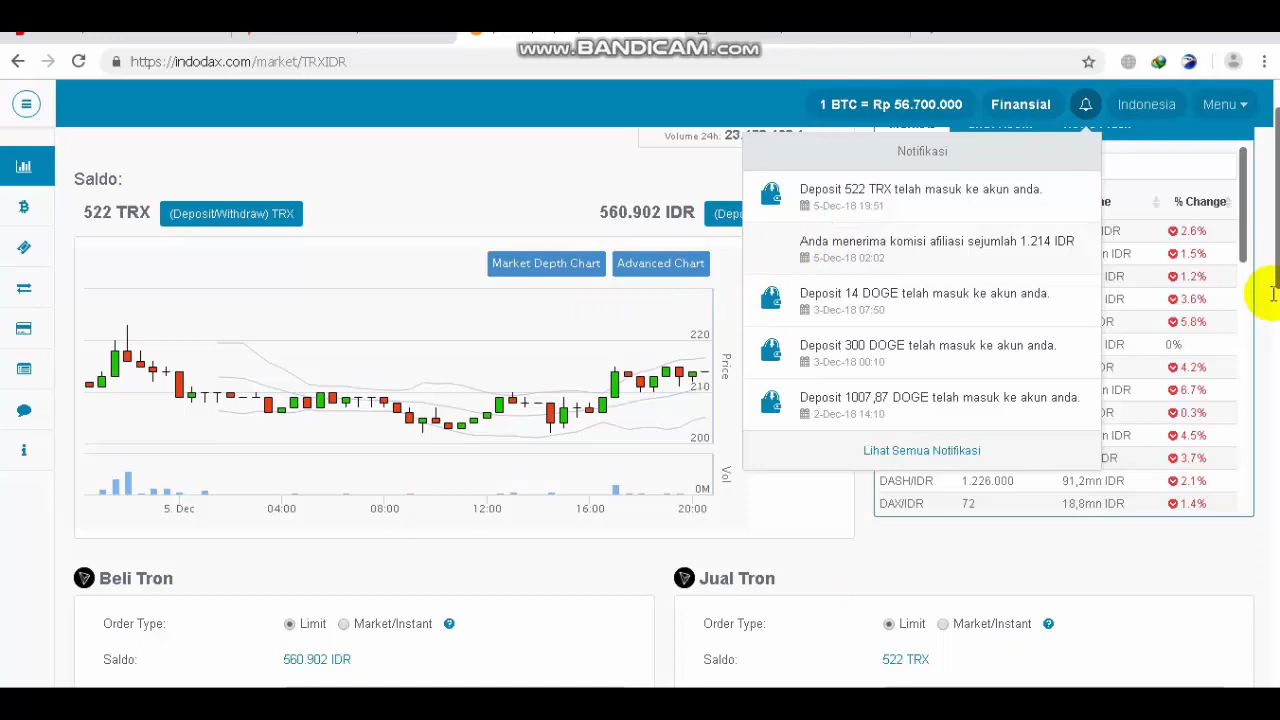 www.BANDICAM.com
https://indodax.com/market/TRXIDR
1 BTC = Rp 56.700.000
Finansial
Indonesia
Menu
Volume 24h:
Saldo:
522 TRX
(Deposit/Withdraw) TRX
560.902 IDR
Market Depth Chart
Advanced Chart
220
210
200
Price
0M
Vol
5. Dec
04:00
08:00
12:00
16:00
20:00
Notifikasi
Deposit 522 TRX telah masuk ke akun anda.
5-Dec-18 19:51
Anda menerima komisi afiliasi sejumlah 1.214 IDR
5-Dec-18 02:02
Deposit 14 DOGE telah masuk ke akun anda.
3-Dec-18 07:50
Deposit 300 DOGE telah masuk ke akun anda.
3-Dec-18 00:10
Deposit 1007,87 DOGE telah masuk ke akun anda.
2-Dec-18 14:10
Lihat Semua Notifikasi
% Change
2.6%
1.5%
1.2%
3.6%
5.8%
0%
4.2%
6.7%
0.3%
4.5%
3.7%
DASH/IDR 1.226.000 91,2mn IDR 2.1%
DAX/IDR 72 18,8mn IDR 1.4%
Beli Tron
Order Type: Limit Market/Instant
Saldo: 560.902 IDR
Jual Tron
Order Type: Limit Market/Instant
Saldo: 522 TRX